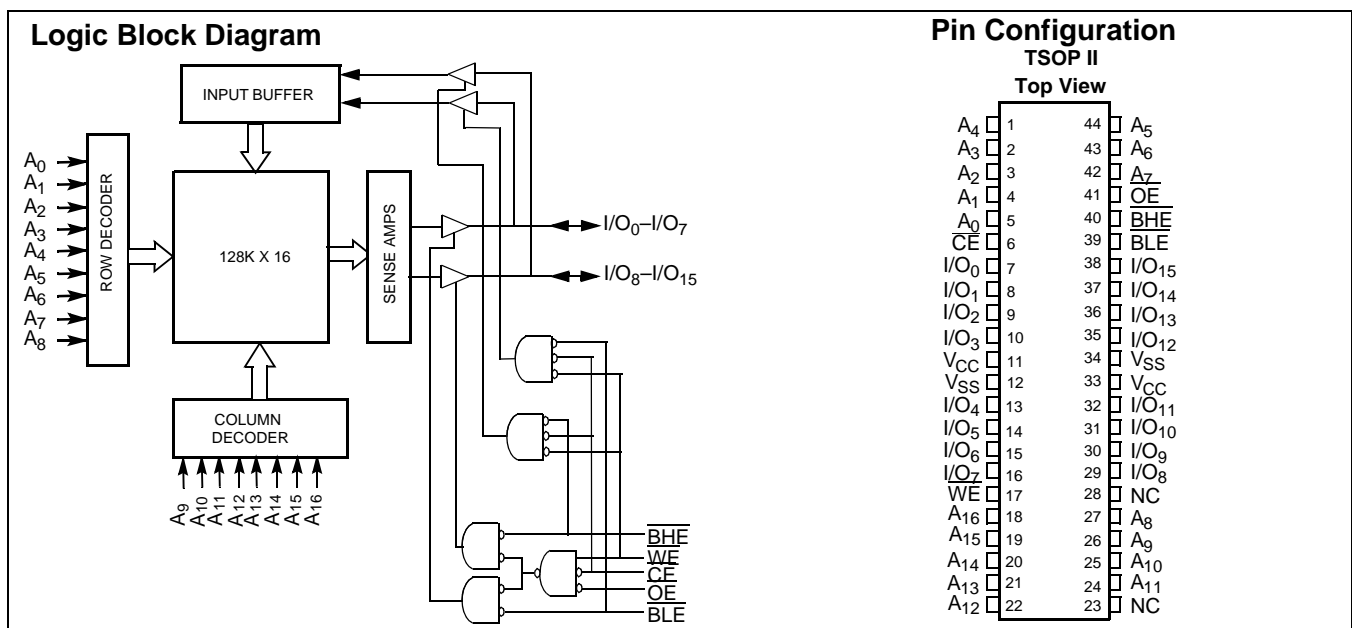 Logic Block Diagram
INPUT BUFFER
A0
A1
A2
A3
A4
A5
A6
A7
A8
ROW DECODER
128K X 16
SENSE AMPS
I/O0–I/O7
I/O8–I/O15
COLUMN
DECODER
A9
A10
A11
A12
A13
A14
A15
A16
BHE
WE
CE
OE
BLE
Pin Configuration
TSOP II
Top View
A4 1 44 A5
A3 2 43 A6
A2 3 42 A7
A1 4 41 OE
A0 5 40 BHE
CE 6 39 BLE
I/O0 7 38 I/O15
I/O1 8 37 I/O14
I/O2 9 36 I/O13
I/O3 10 35 I/O12
VCC 11 34 VSS
VSS 12 33 VCC
I/O4 13 32 I/O11
I/O5 14 31 I/O10
I/O6 15 30 I/O9
I/O7 16 29 I/O8
WE 17 28 NC
A16 18 27 A8
A15 19 26 A9
A14 20 25 A10
A13 21 24 A11
A12 22 23 NC